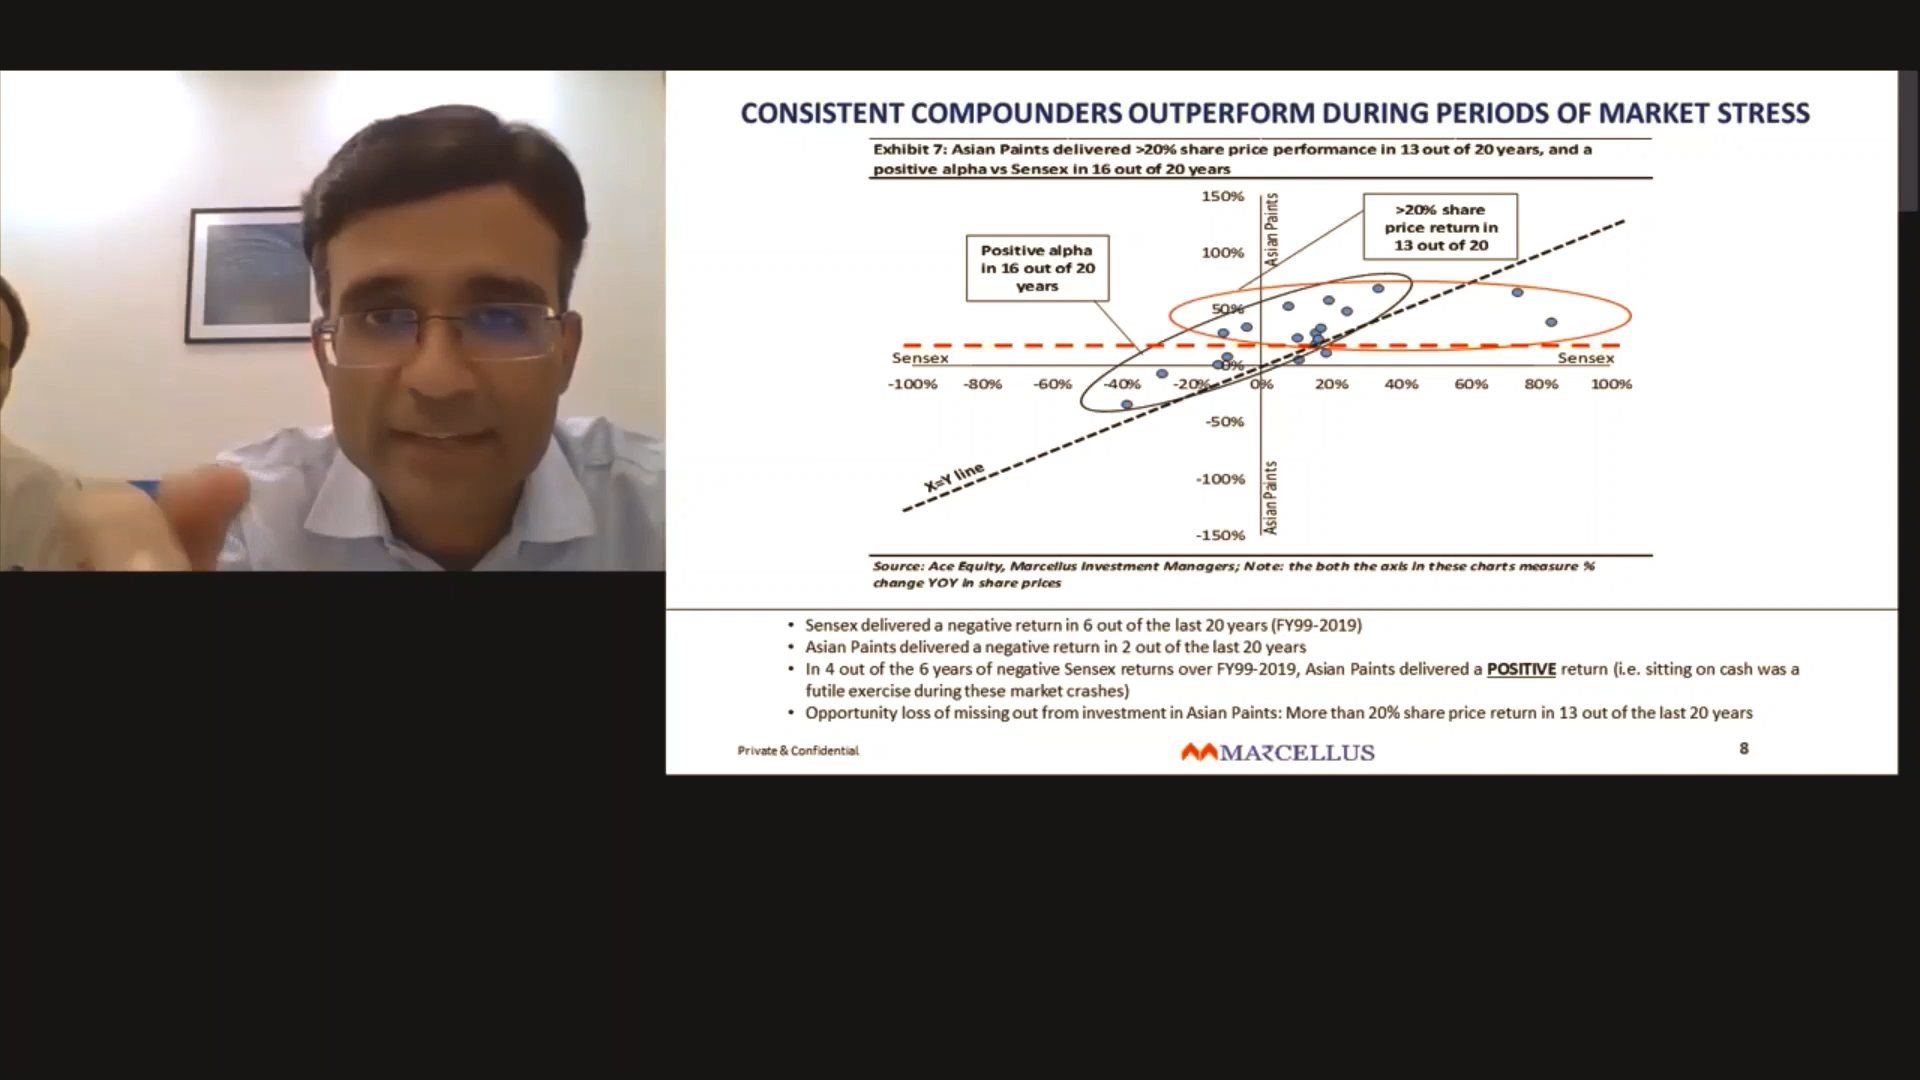 CONSISTENT COMPOUNDERS OUTPERFORM DURING PERIODS OF MARKET STRESS
Exhibit 7: Asian Paints delivered >20% share price performance in 13 out of 20 years, and a
positive alpha vs Sensex in 16 out of 20 years
150%
100%
50%
0%
-50%
-100%
-150%
Asian Paints
>20% share
price return in
13 out of 20
Positive alpha
in 16 out of 20
years
Sensex
Sensex
-100%
-80%
-60%
-40%
-20%
0%
20%
40%
60%
80%
100%
X=Y line
Asian Paints
Source: Ace Equity, Marcellus Investment Managers; Note: the both the axis in these charts measure %
change YOY in share prices
• Sensex delivered a negative return in 6 out of the last 20 years (FY99-2019)
• Asian Paints delivered a negative return in 2 out of the last 20 years
• In 4 out of the 6 years of negative Sensex returns over FY99-2019, Asian Paints delivered a POSITIVE return (i.e. sitting on cash was a
futile exercise during these market crashes)
• Opportunity loss of missing out from investment in Asian Paints: More than 20% share price return in 13 out of the last 20 years
Private & Confidential
MARCELLUS
8